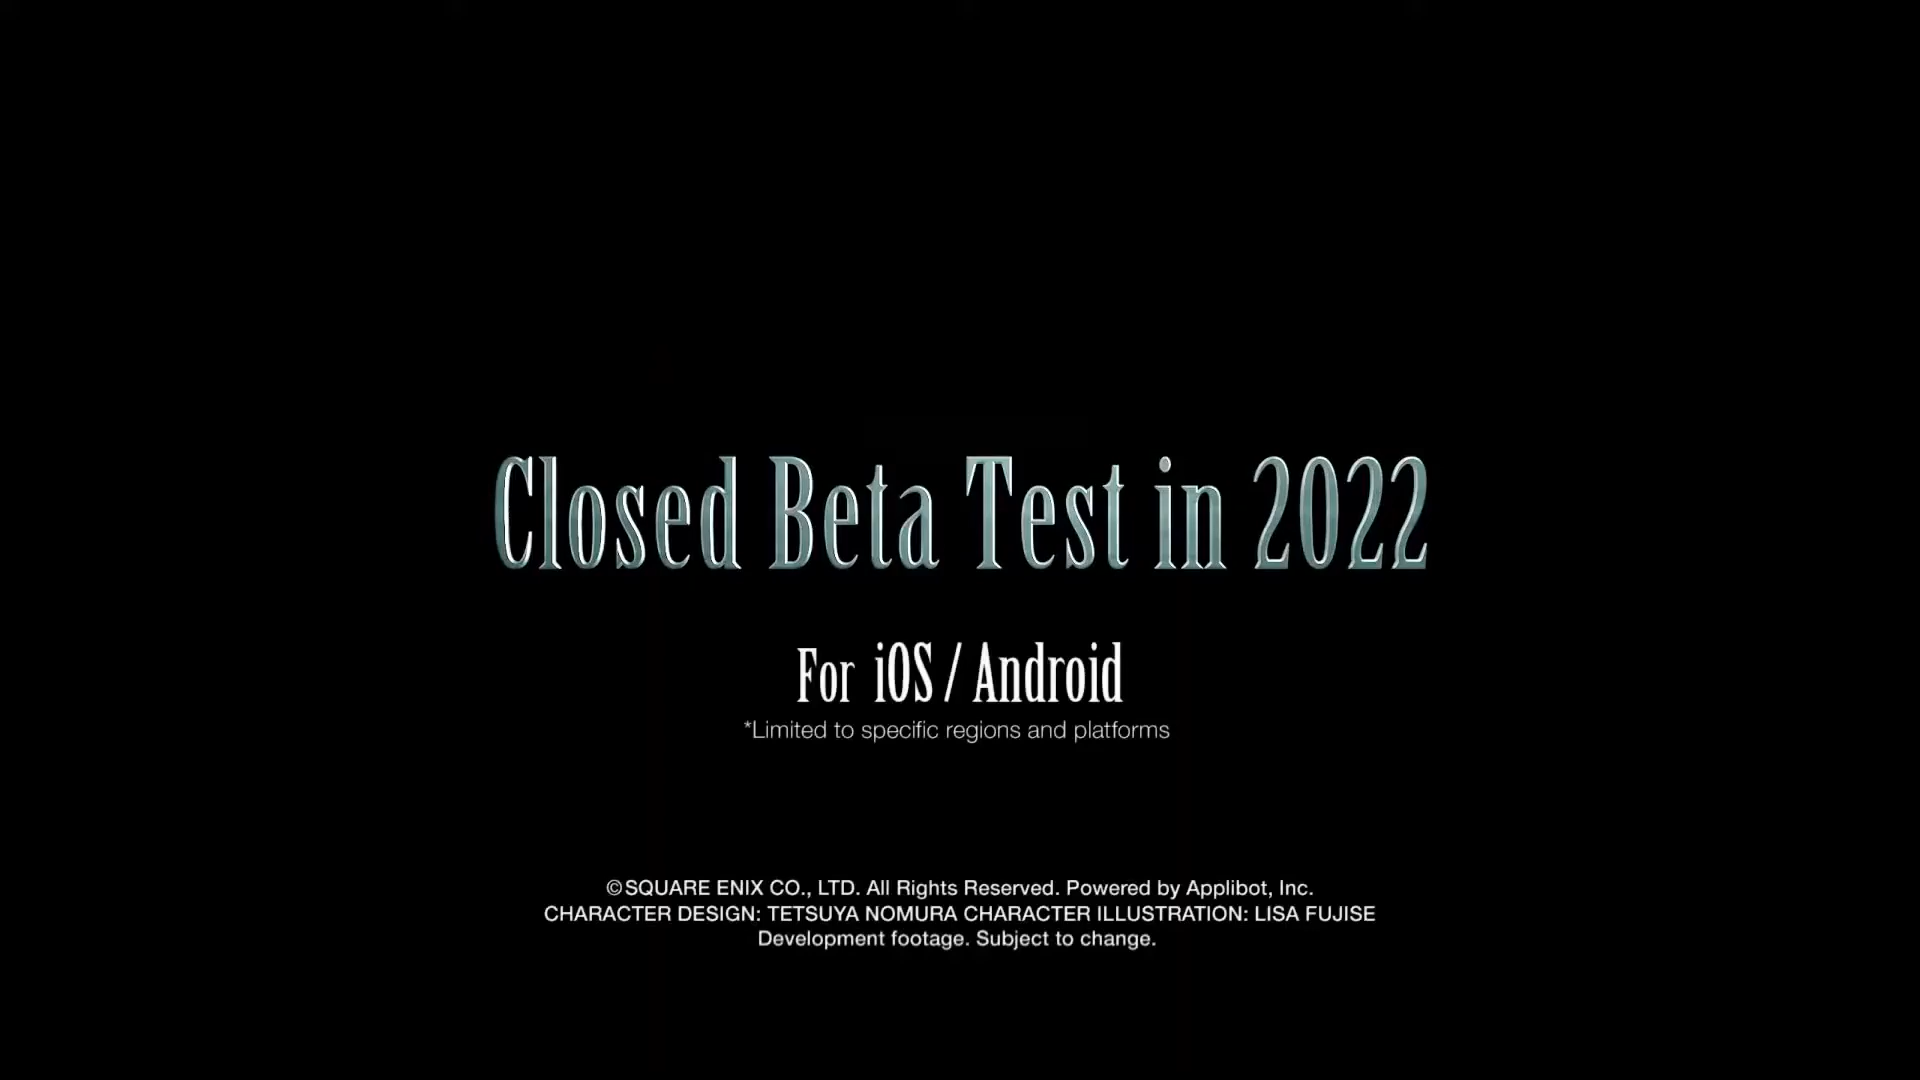 Closed Beta Test in 2022
For iOS / Android
*Limited to specific regions and platforms
©SQUARE ENIX CO., LTD. All Rights Reserved. Powered by Applibot, Inc.
CHARACTER DESIGN: TETSUYA NOMURA CHARACTER ILLUSTRATION: LISA FUJISE
Development footage. Subject to change.